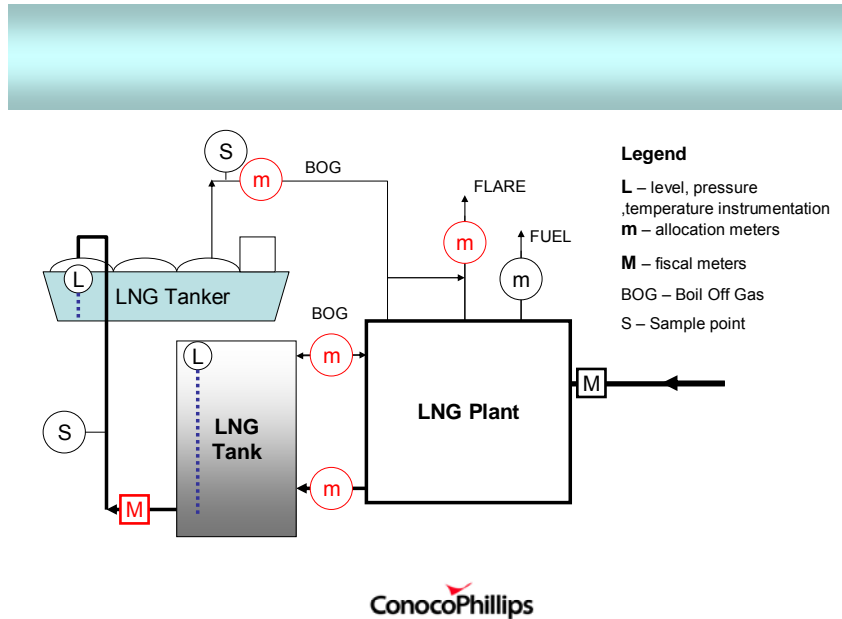 S
m
BOG
FLARE
m
FUEL
m
L
LNG Tanker
BOG
m
L
LNG
Tank
LNG Plant
M
S
m
M
Legend
L – level, pressure
,temperature instrumentation
m – allocation meters
M – fiscal meters
BOG – Boil Off Gas
S – Sample point
ConocoPhillips